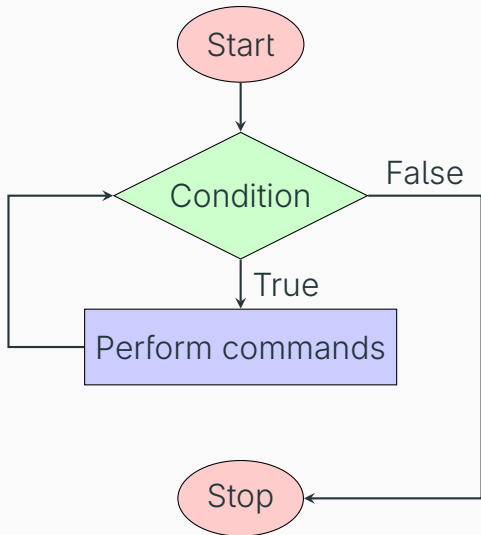 Start
Condition
False
True
Perform commands
Stop